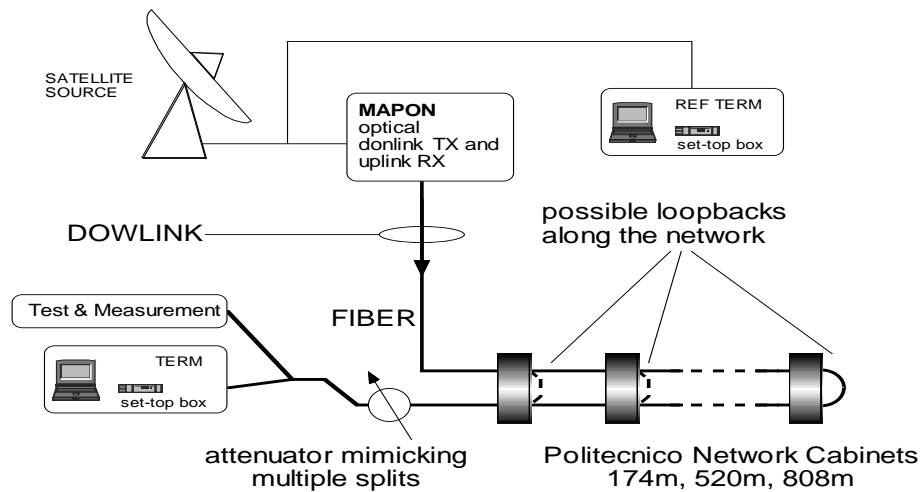 SATELLITE
SOURCE
MAPON
optical
donlink TX and
uplink RX
REF TERM
set-top box
DOWLINK
possible loopbacks
along the network
Test & Measurement
FIBER
TERM
set-top box
attenuator mimicking
multiple splits
Politecnico Network Cabinets
174m, 520m, 808m